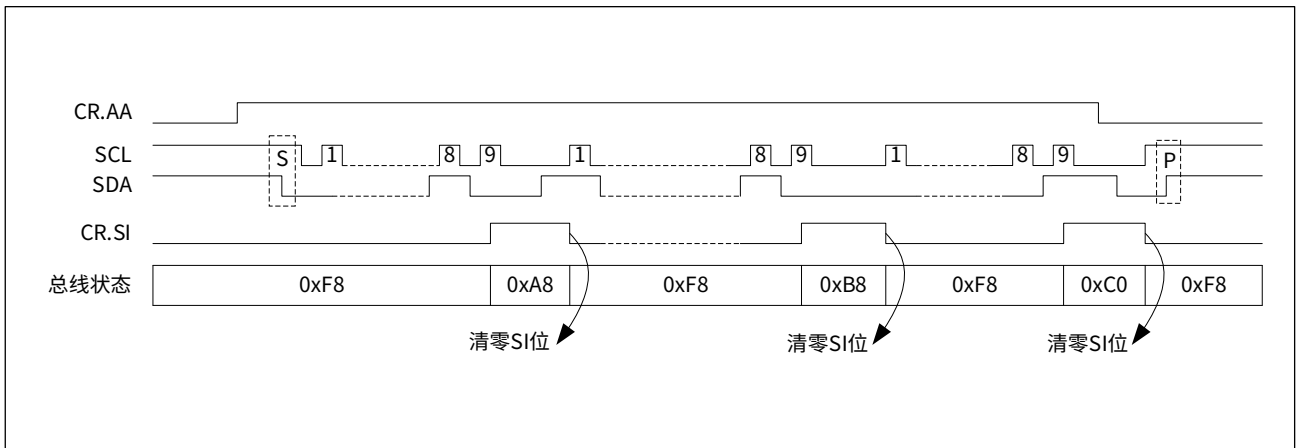 CR.AA
SCL S 1 8 9 1 8 9 1 8 9 P
SDA
CR.SI
总线状态 0xF8 0xA8 0xF8 0xB8 0xF8 0xC0 0xF8
清零SI位 清零SI位 清零SI位